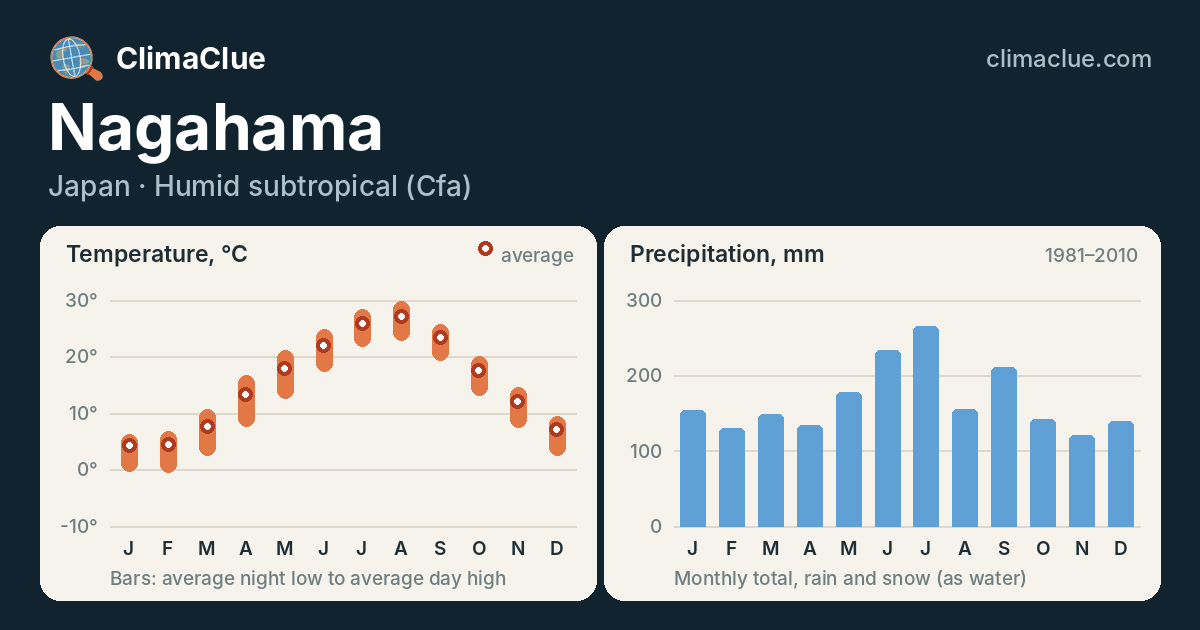 ClimaClue
climaclue.com
Nagahama
Japan · Humid subtropical (Cfa)
Temperature, °C
average
30°
20°
10°
0°
-10°
J F M A M J J A S O N D
Bars: average night low to average day high
Precipitation, mm
1981–2010
300
200
100
0
J F M A M J J A S O N D
Monthly total, rain and snow (as water)